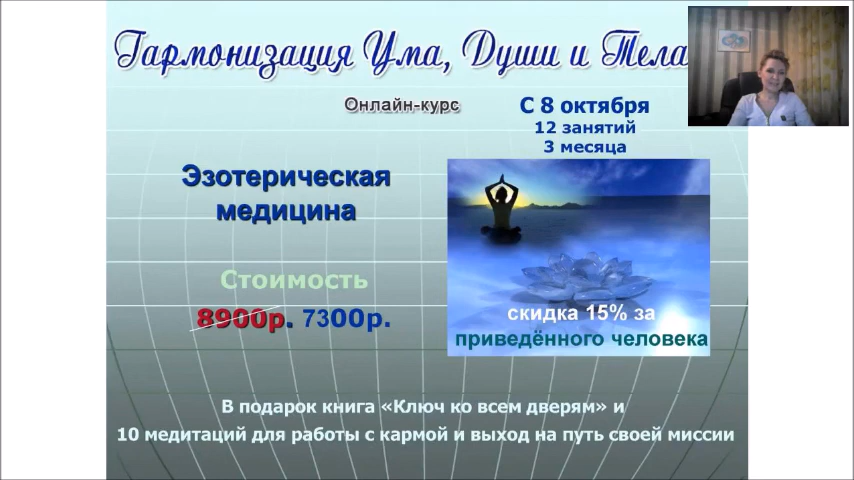 Гармонизация Ума, Души и Тела
Онлайн-курс
С 8 октября
12 занятий
3 месяца
Эзотерическая
медицина
Стоимость
8900р. 7300р.
скидка 15% за
приведённого человека
В подарок книга «Ключ ко всем дверям» и
10 медитаций для работы с кармой и выход на путь своей миссии